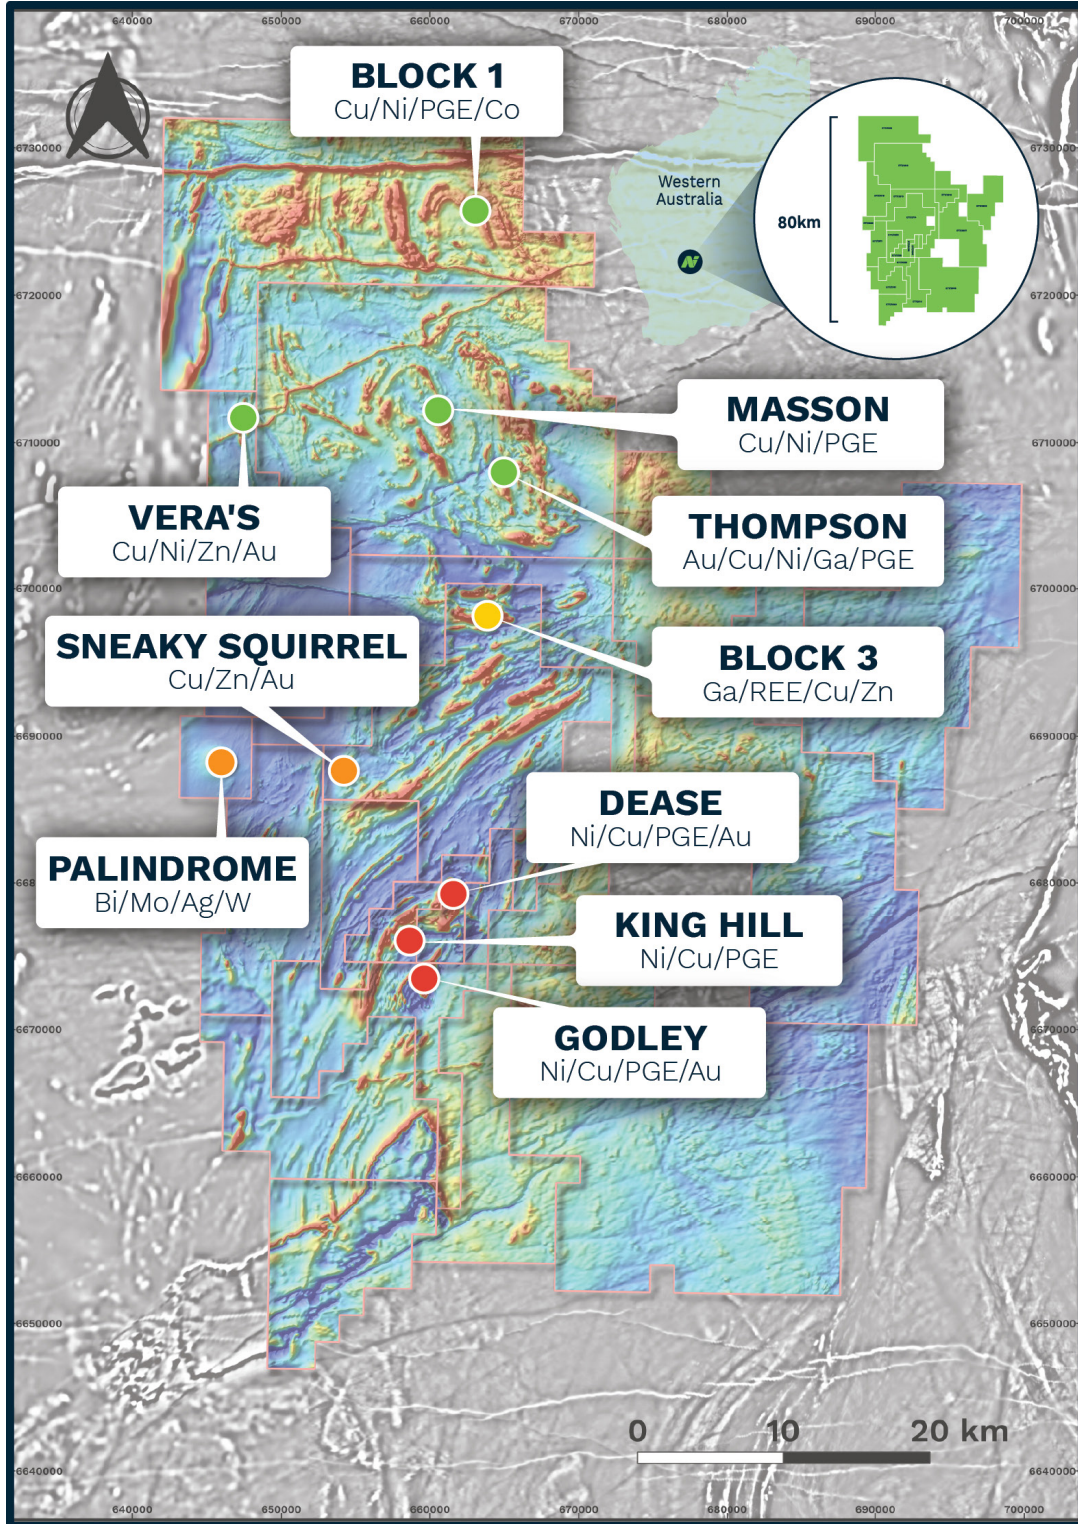 640000 650000 660000 670000 680000 690000 700000
BLOCK 1
Cu/Ni/PGE/Co
6730000 6730000
Western
Australia
80km
6720000 6720000
MASSON
Cu/Ni/PGE
6710000 6710000
VERA'S
Cu/Ni/Zn/Au
THOMPSON
Au/Cu/Ni/Ga/PGE
6700000 6700000
SNEAKY SQUIRREL
Cu/Zn/Au
BLOCK 3
Ga/REE/Cu/Zn
6690000 6690000
DEASE
Ni/Cu/PGE/Au
PALINDROME
Bi/Mo/Ag/W
668 6680000
KING HILL
Ni/Cu/PGE
GODLEY
Ni/Cu/PGE/Au
6670000 6670000
6660000 6660000
6650000 6650000
0 10 20 km
6640000 6640000
640000 650000 660000 670000 680000 690000 700000